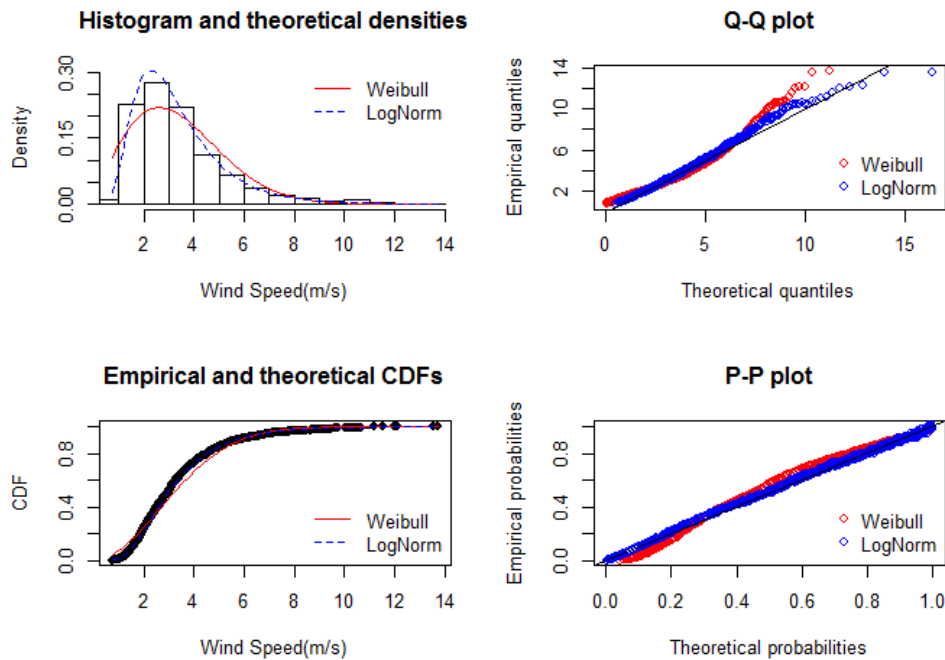 Histogram and theoretical densities
Density
0.00
0.15
0.30
Weibull
LogNorm
2 4 6 8 10 12 14
Wind Speed(m/s)
Q-Q plot
Empirical quantiles
2
6
10
14
Weibull
LogNorm
0 5 10 15
Theoretical quantiles
Empirical and theoretical CDFs
CDF
0.0
0.4
0.8
Weibull
LogNorm
2 4 6 8 10 12 14
Wind Speed(m/s)
P-P plot
Empirical probabilities
0.0
0.4
0.8
Weibull
LogNorm
0.0 0.2 0.4 0.6 0.8 1.0
Theoretical probabilities